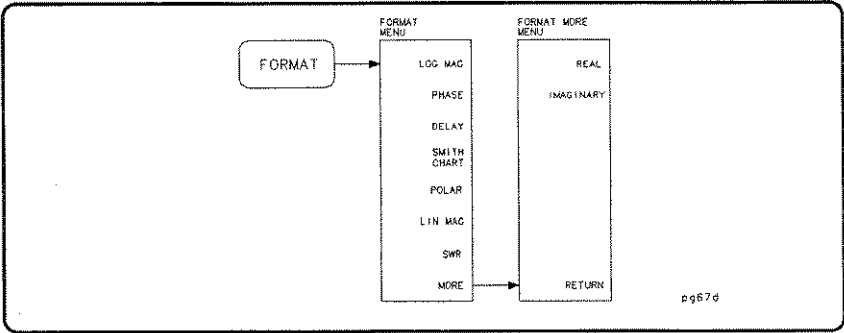 FORMAT
FORMAT
MENU
LOG MAG
PHASE
DELAY
SMITH
CHART
POLAR
LIN MAG
SWR
MORE
FORMAT MORE
MENU
REAL
IMAGINARY
RETURN
pg67d